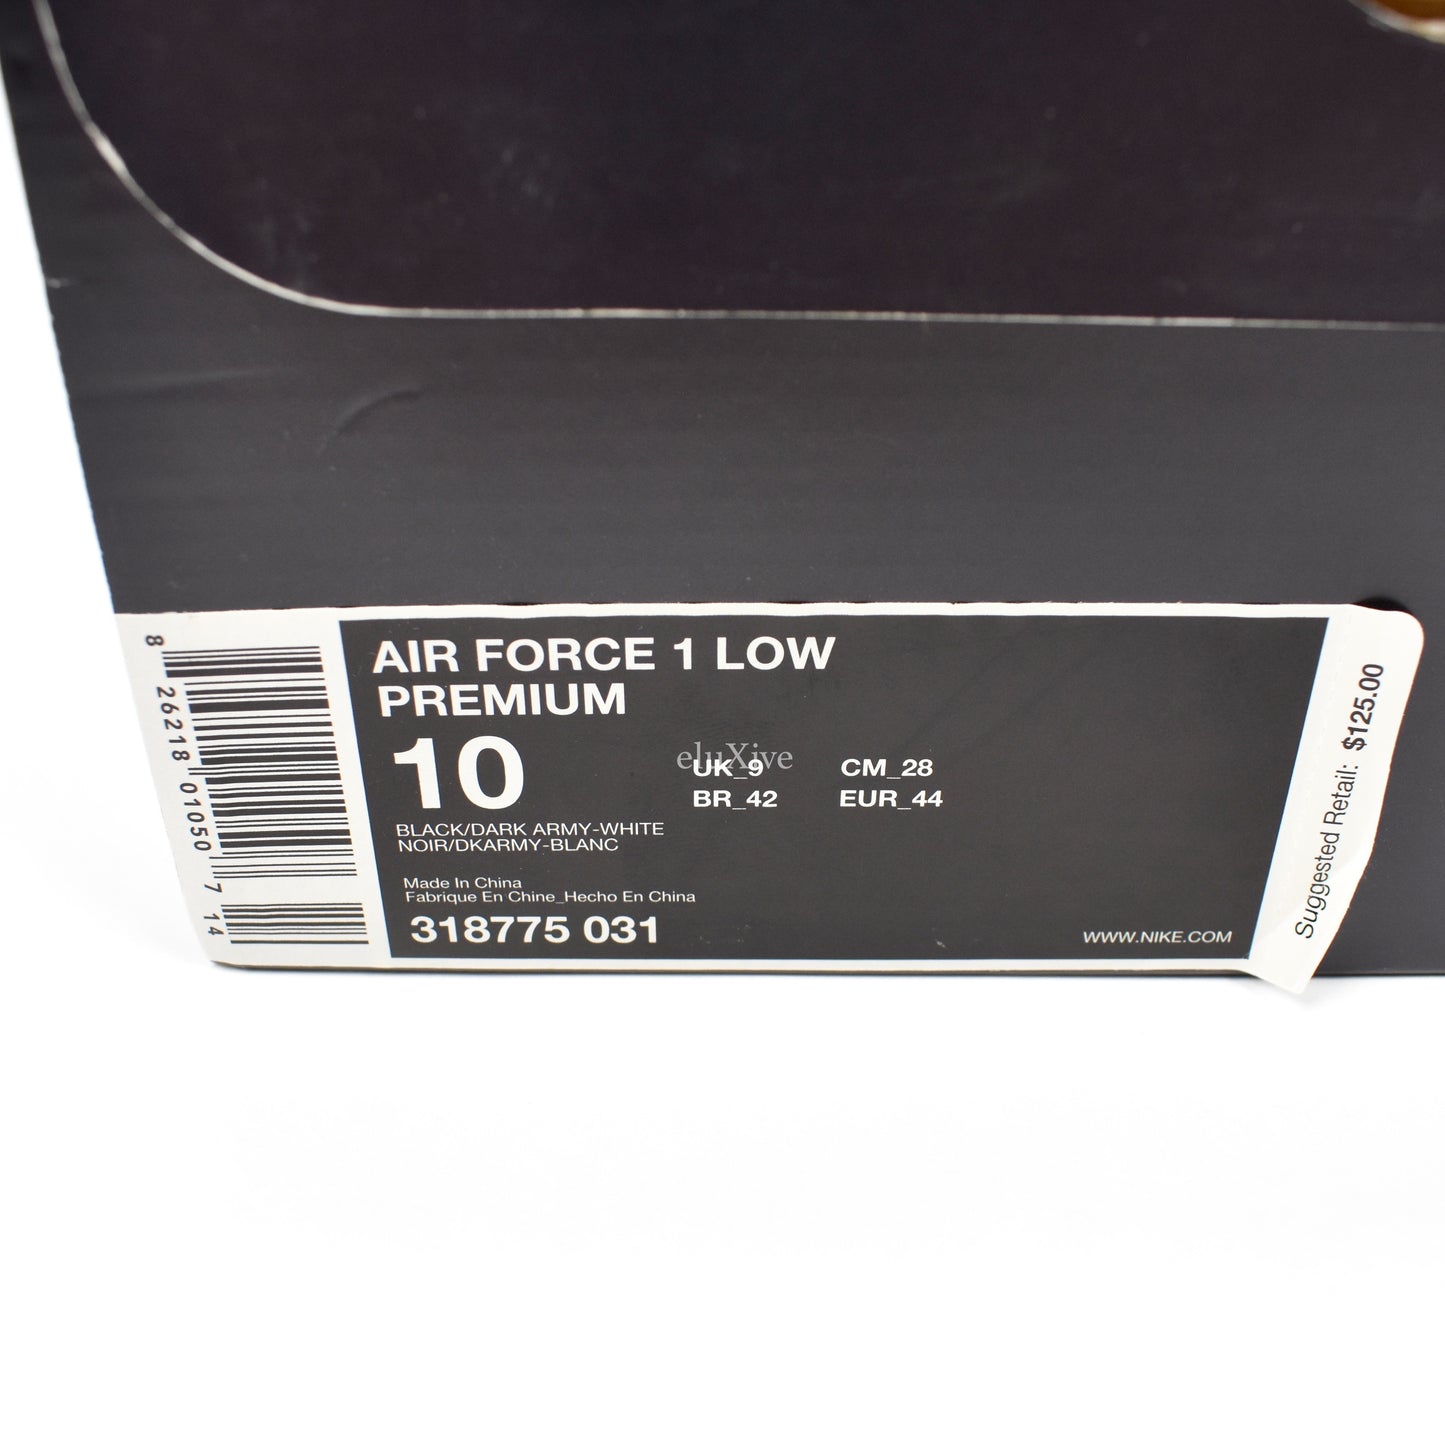 AIR FORCE 1 LOW
PREMIUM
10
UK_9 CM_28
BR_42 EUR_44
eluXive
BLACK/DARK ARMY-WHITE
NOIR/DKARMY-BLANC
Made In China
Fabrique En Chine_Hecho En China
318775 031
WWW.NIKE.COM
8 26218 01050 7 14
Suggested Retail: $125.00